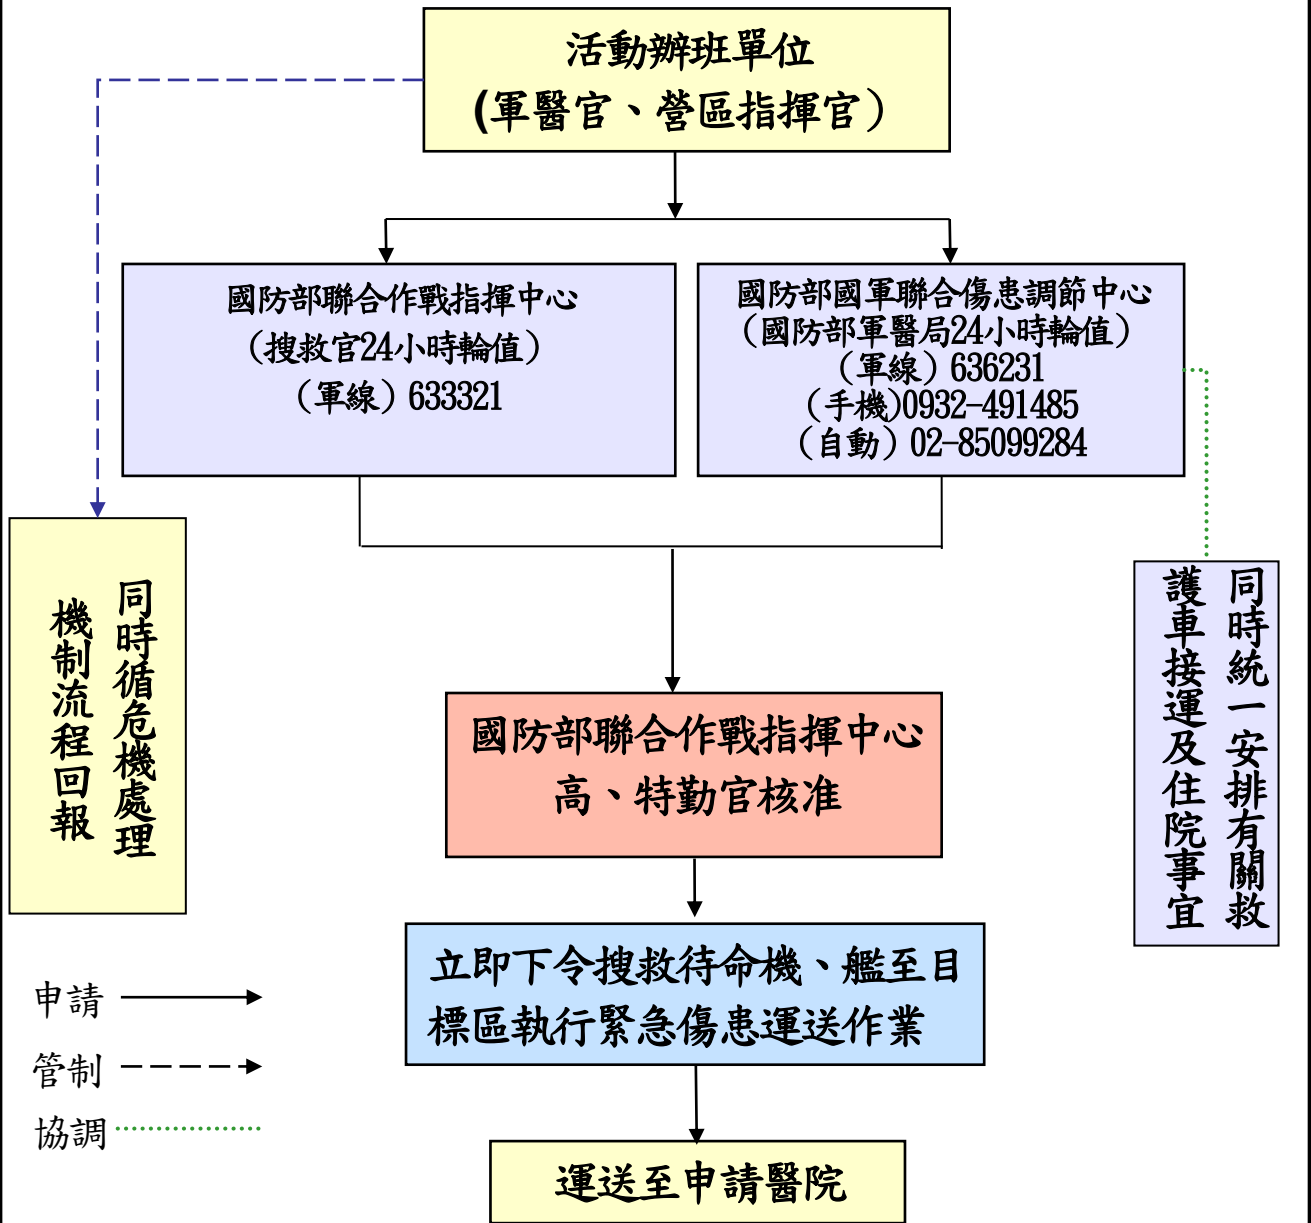 活動辦班單位
(軍醫官、營區指揮官）
國防部聯合作戰指揮中心
（搜救官24小時輪值）
（軍線）633321
國防部國軍聯合傷患調節中心
（國防部軍醫局24小時輪值）
（軍線）636231
（手機)0932-491485
（自動）02-85099284
同時循危機處理
機制流程回報
同時統一安排有關救
護車接運及住院事宜
國防部聯合作戰指揮中心
高、特勤官核准
立即下令搜救待命機、艦至目
標區執行緊急傷患運送作業
運送至申請醫院
申請
管制
協調